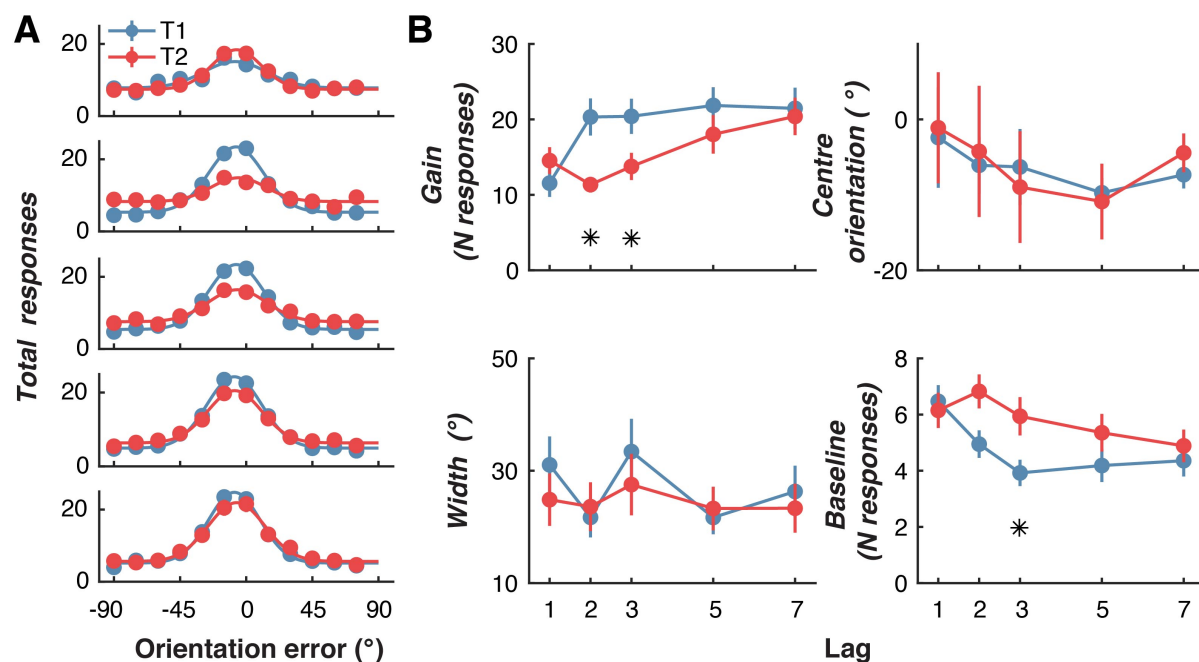 A
T1
T2
20
0
20
0
20
0
20
0
20
0
-90 -45 0 45 90
Total responses
Orientation error (°)
B
30
20
10
0
Gain
(N responses)
✳ ✳
0
-20
Centre
orientation (°)
50
30
10
Width (°)
1 2 3 5 7
8
6
4
2
0
Baseline
(N responses)
✳
1 2 3 5 7
Lag